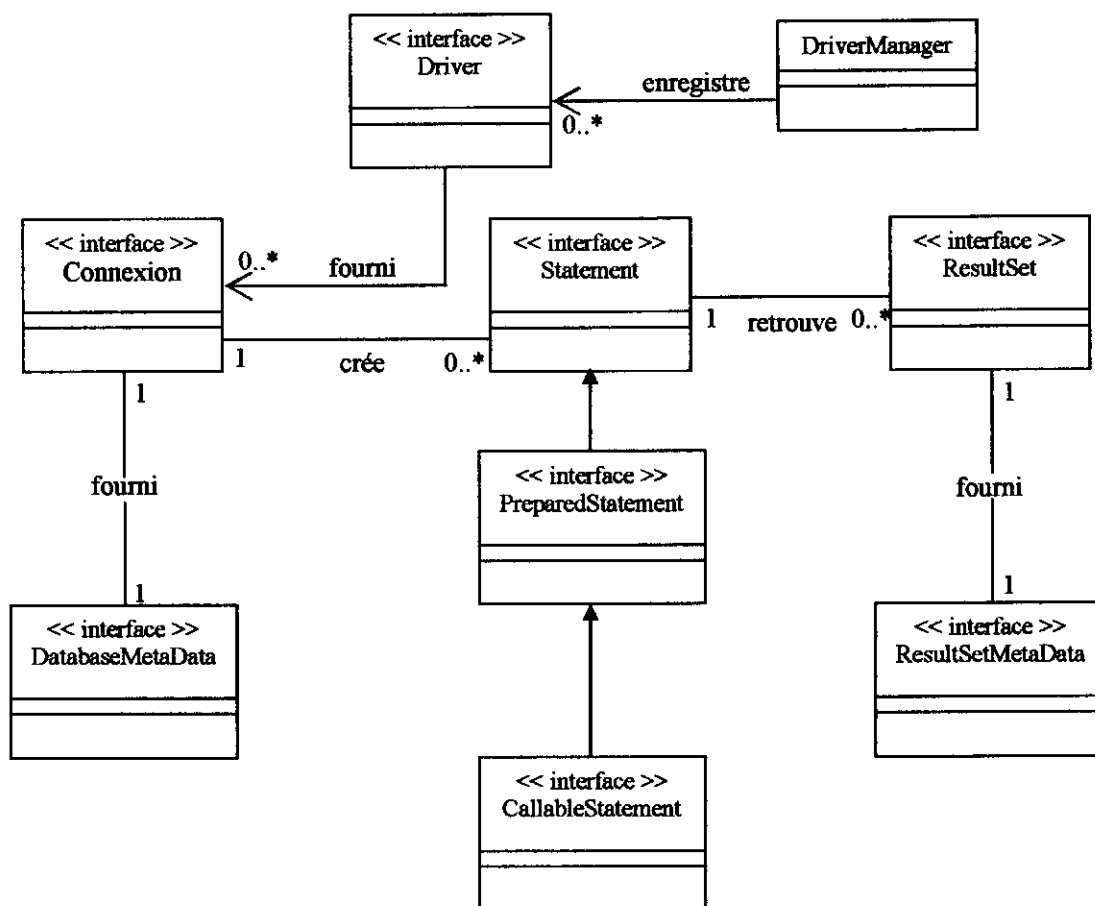 << interface >>
Driver
DriverManager
enregistre
0..*
<< interface >>
Connexion
0..*
fourni
<< interface >>
Statement
<< interface >>
ResultSet
1
crée
0..*
1
retrouve
0..*
1
fourni
1
<< interface >>
PreparedStatement
1
fourni
1
<< interface >>
DatabaseMetaData
<< interface >>
ResultSetMetaData
<< interface >>
CallableStatement